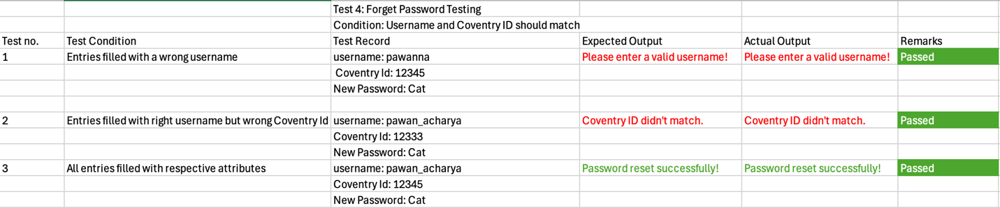 Test 4: Forget Password Testing
Condition: Username and Coventry ID should match
Test no. Test Condition Test Record Expected Output Actual Output Remarks
1 Entries filled with a wrong username username: pawanna Please enter a valid username! Please enter a valid username! Passed
Coventry Id: 12345
New Password: Cat
2 Entries filled with right username but wrong Coventry Id username: pawan_acharya Coventry ID didn't match. Coventry ID didn't match. Passed
Coventry Id: 12333
New Password: Cat
3 All entries filled with respective attributes username: pawan_acharya Password reset successfully! Password reset successfully! Passed
Coventry Id: 12345
New Password: Cat